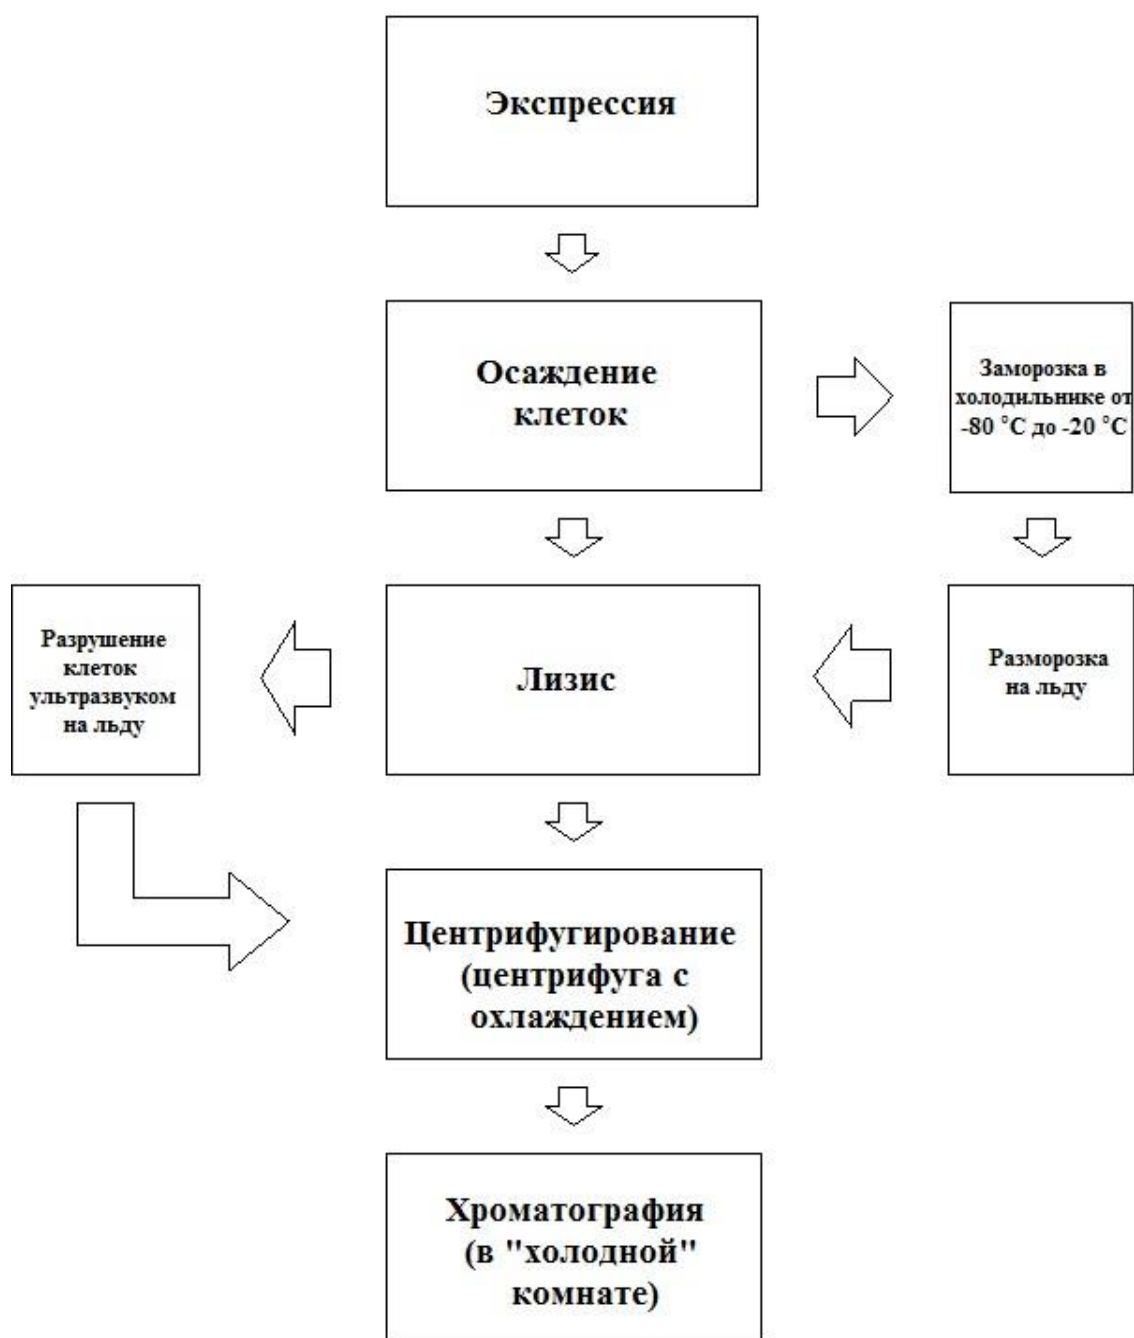 Экспрессия
Осаждение
клеток
Заморозка в
холодильнике от
-80 °C до -20 °C
Разрушение
клеток
ультразвуком
на льду
Лизис
Разморозка
на льду
Центрифугирование
(центрифуга с
охлаждением)
Хроматография
(в "холодной"
комнате)